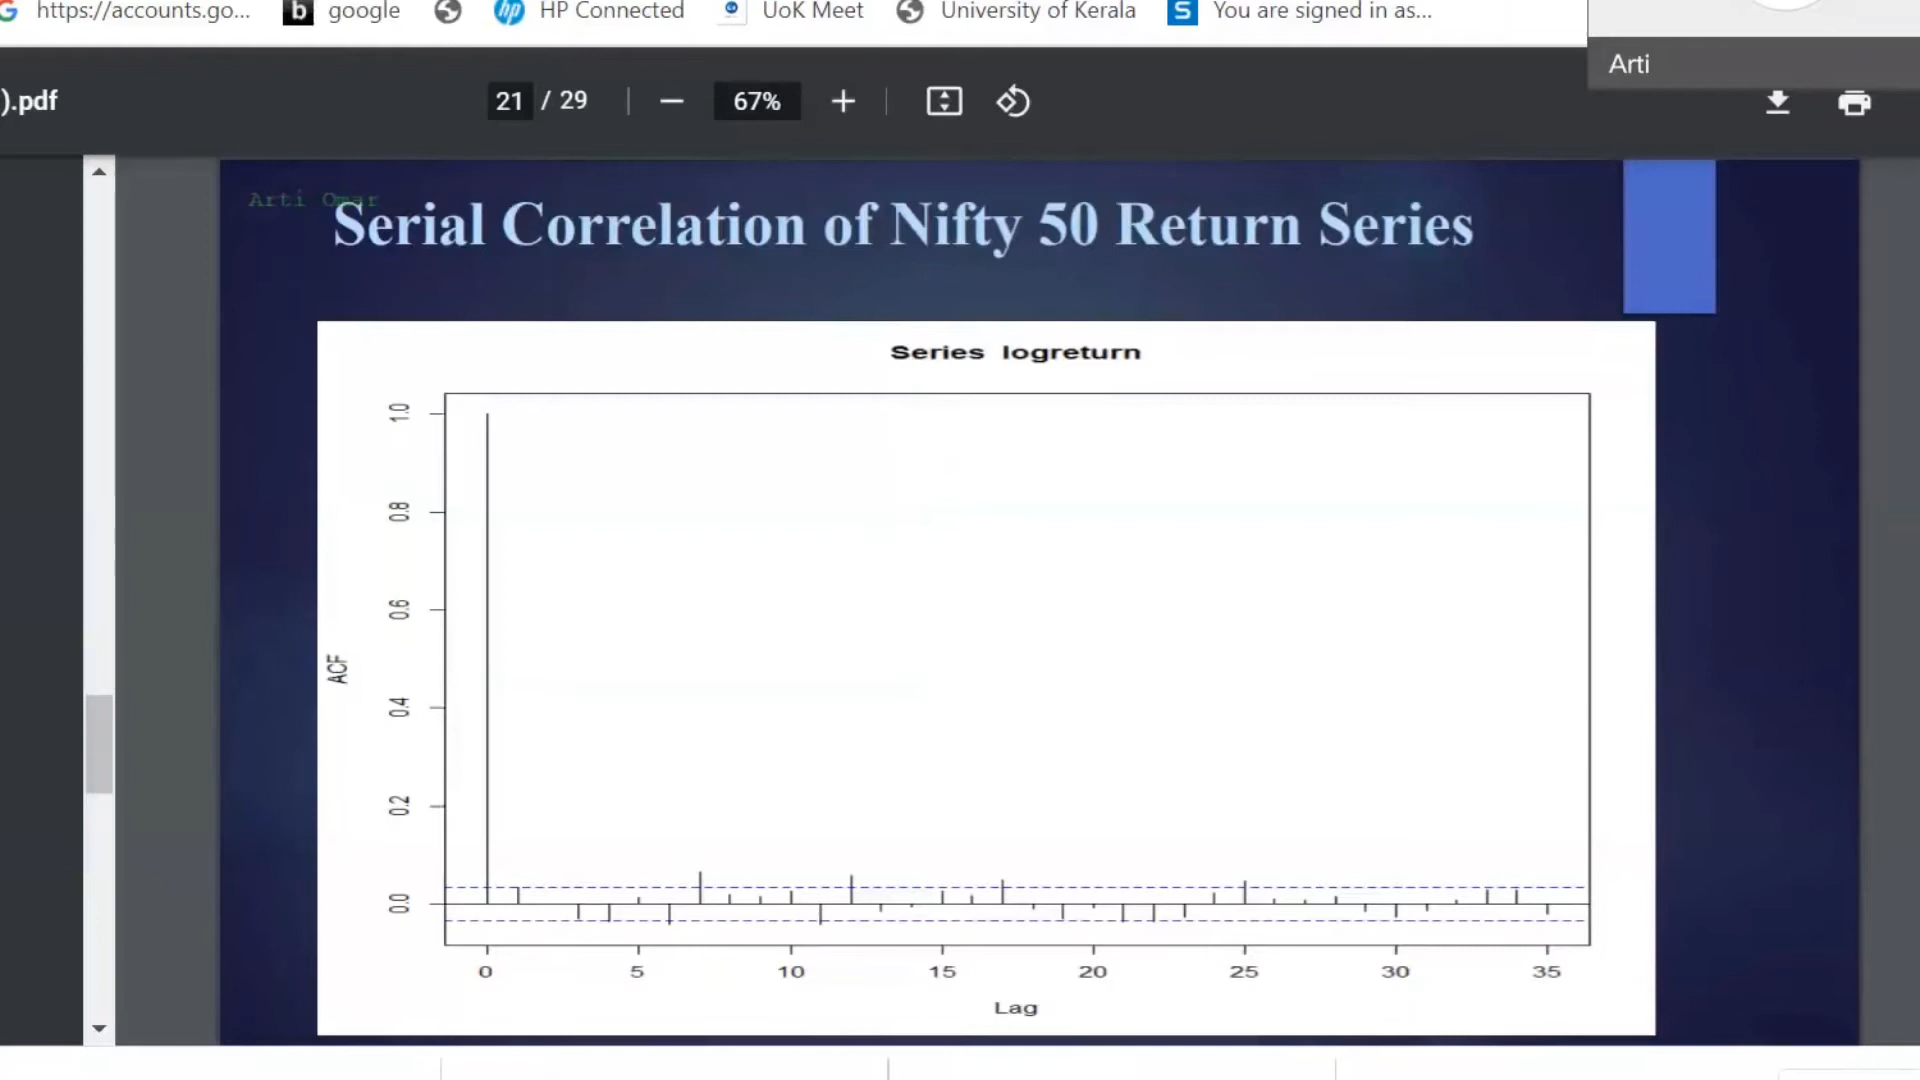 https://accounts.go...
b google
hp HP Connected
UoK Meet
University of Kerala
S You are signed in as...
Arti
).pdf
21 / 29
67%
Arti Omar
Serial Correlation of Nifty 50 Return Series
Series logreturn
1.0
0.8
0.6
0.4
0.2
0.0
ACF
0 5 10 15 20 25 30 35
Lag